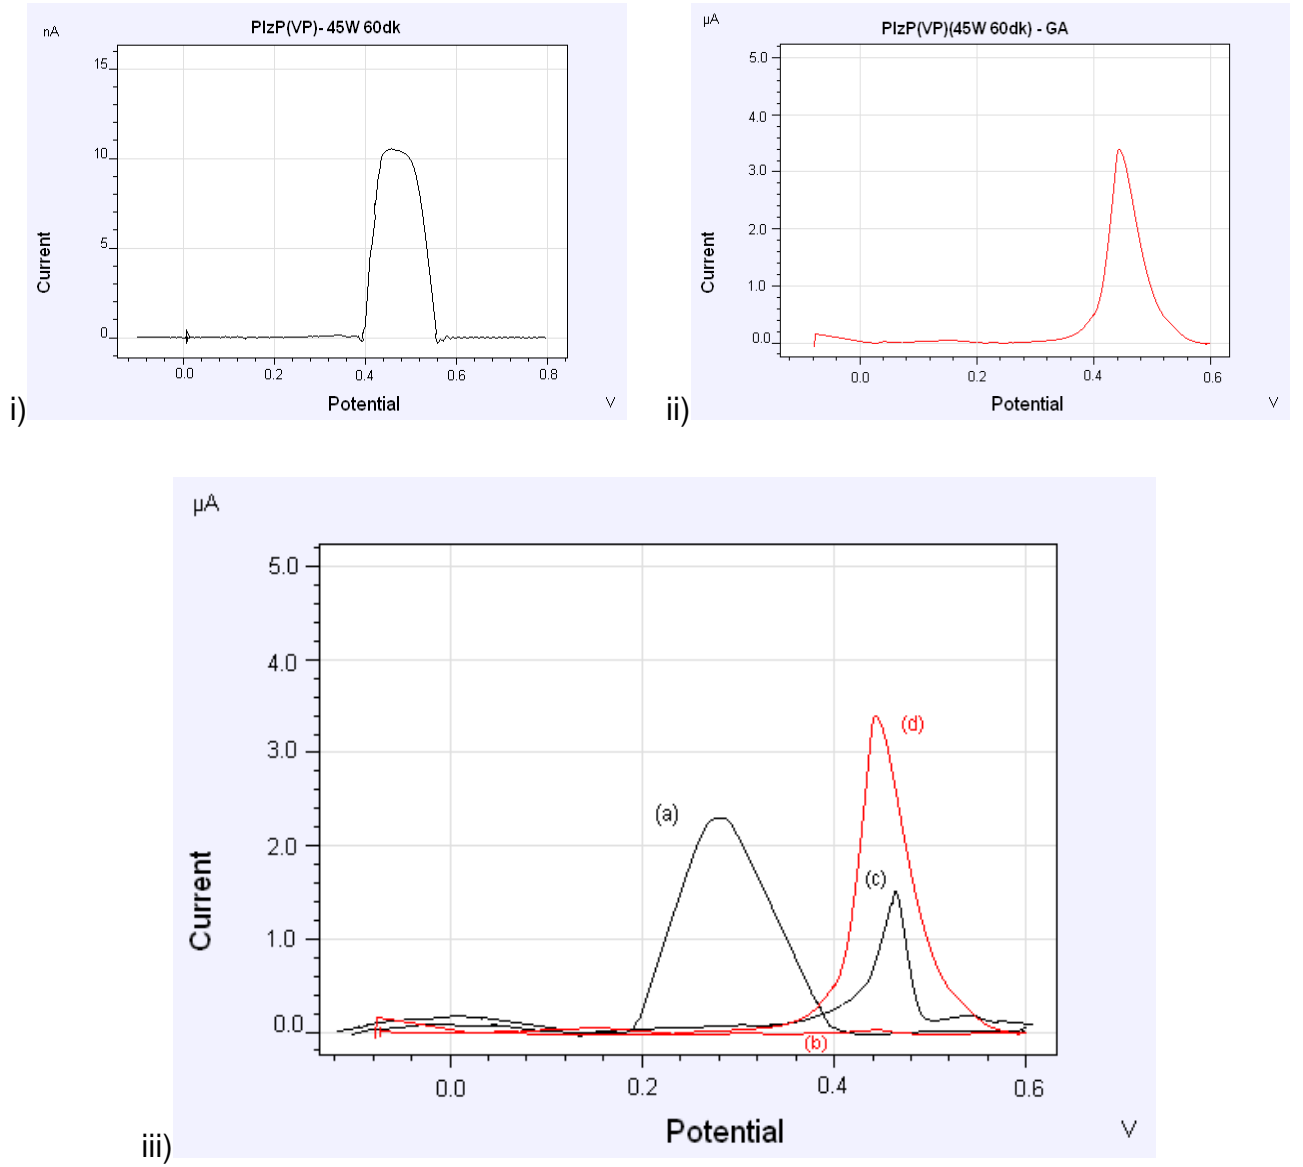 nA
PIzP(VP)- 45W 60dk
15
10
5
0
Current
0.0 0.2 0.4 0.6 0.8
Potential V
i)
µA
PIzP(VP)(45W 60dk) - GA
5.0
4.0
3.0
2.0
1.0
0.0
Current
0.0 0.2 0.4 0.6
Potential V
ii)
µA
5.0
4.0
3.0
2.0
1.0
0.0
Current
(a)
(d)
(c)
(b)
0.0 0.2 0.4 0.6
Potential V
iii)